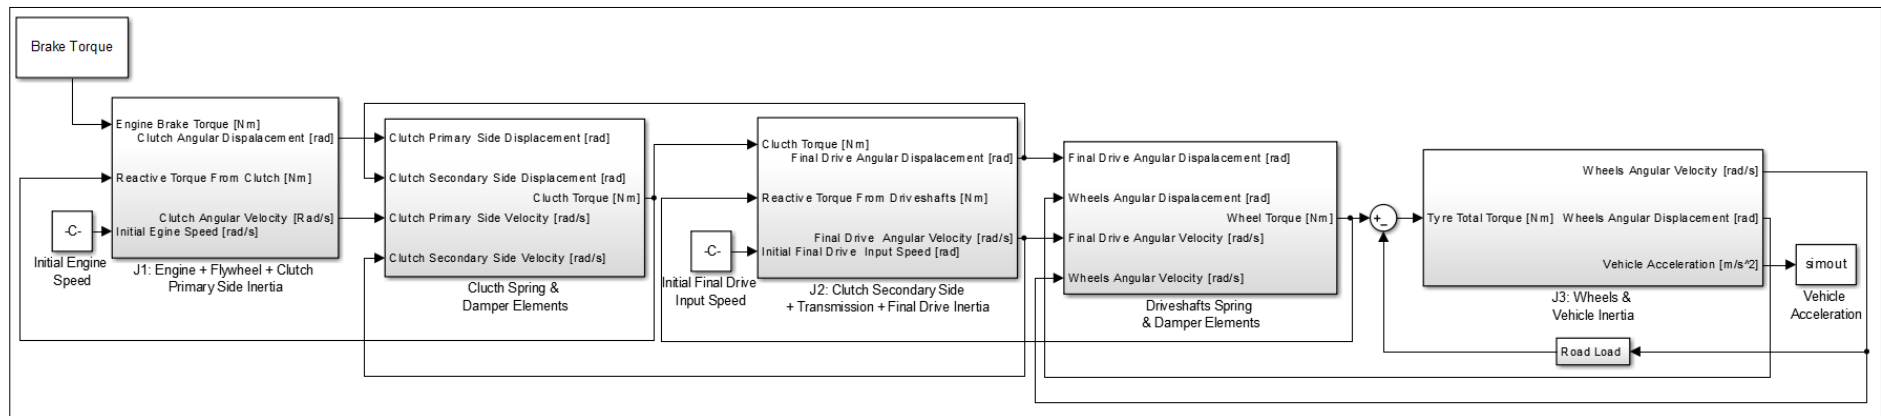 Brake Torque
Engine Brake Torque [Nm]
Clutch Angular Dispalacement [rad]
Reactive Torque From Clutch [Nm]
Clutch Angular Velocity [Rad/s]
Initial Egine Speed [rad/s]
-C-
Initial Engine
Speed
J1: Engine + Flywheel + Clutch
Primary Side Inertia
Clutch Primary Side Displacement [rad]
Clutch Secondary Side Displacement [rad]
Clucth Torque [Nm]
Clutch Primary Side Velocity [rad/s]
Clutch Secondary Side Velocity [rad/s]
Clucth Spring &
Damper Elements
-C-
Initial Final Drive
Input Speed
Clucth Torque [Nm]
Final Drive Angular Dispalacement [rad]
Reactive Torque From Driveshafts [Nm]
Final Drive Angular Velocity [rad/s]
Initial Final Drive Input Speed [rad]
J2: Clutch Secondary Side
+ Transmission + Final Drive Inertia
Final Drive Angular Dispalacement [rad]
Wheels Angular Dispalacement [rad]
Wheel Torque [Nm]
Final Drive Angular Velocity [rad/s]
Wheels Angular Velocity [rad/s]
Driveshafts Spring
& Damper Elements
+
−
Wheels Angular Velocity [rad/s]
Tyre Total Torque [Nm]
Wheels Angular Displacement [rad]
Vehicle Acceleration [m/s^2]
J3: Wheels &
Vehicle Inertia
simout
Vehicle
Acceleration
Road Load